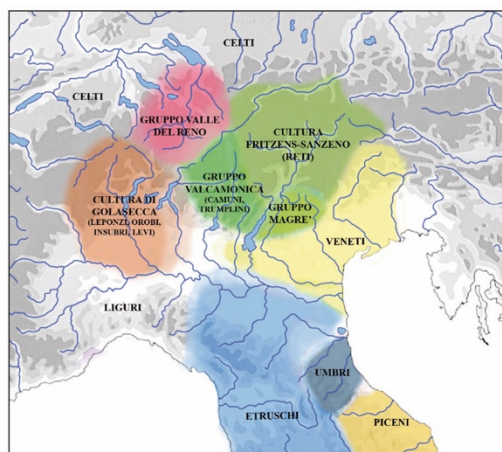 CELTI
CELTI
GRUPPO VALLE
DEL RENO
CULTURA
FRITZENS-SANZENO
(RETI)
GRUPPO
VALCAMONICA
(CAMUNI,
TRUMPLINI)
CULTURA DI
GOLASECCA
(LEPONZI, OROBI,
INSUBRI, LEVI)
GRUPPO
MAGRE'
VENETI
LIGURI
UMBRI
ETRUSCHI
PICENI